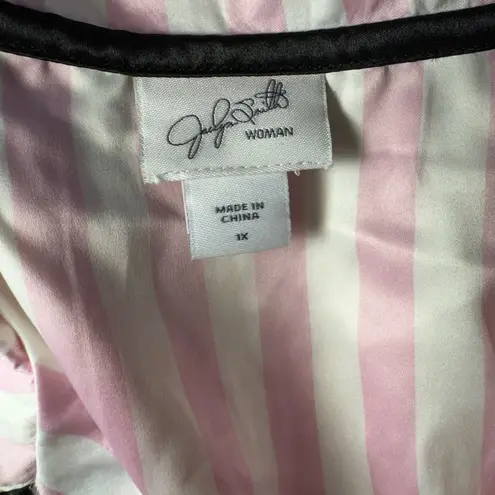 Jaclyn Smith
WOMAN
MADE IN
CHINA
1X